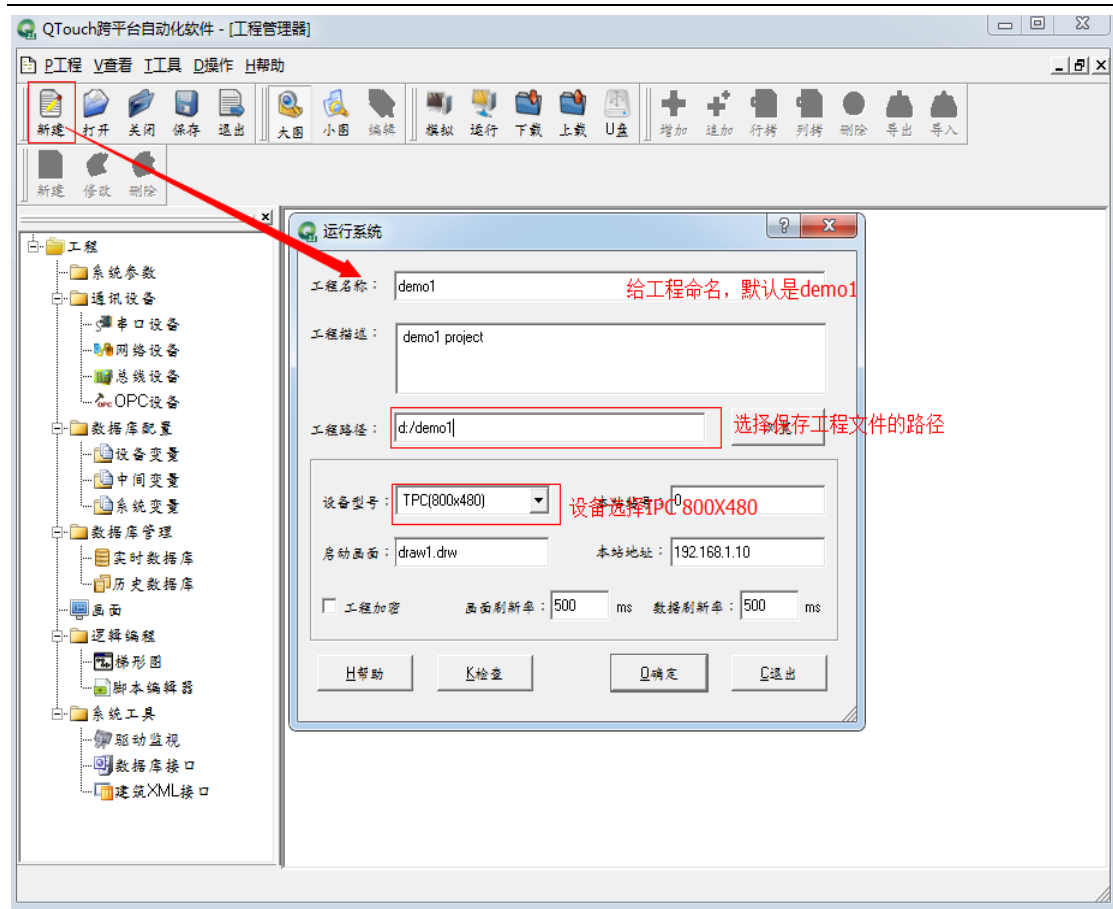 QTouch跨平台自动化软件 - [工程管理器]
P工程 V查看 T工具 D操作 H帮助
新建 打开 关闭 保存 退出 大图 小图 编辑 模拟 运行 下载 上载 U盘 增加 追加 行拷 列拷 删除 导出 导入
新建 修改 删除
工程
系统参数
通讯设备
串口设备
网络设备
总线设备
OPC设备
数据库配置
设备变量
中间变量
系统变量
数据库管理
实时数据库
历史数据库
画面
逻辑编程
梯形图
脚本编辑器
系统工具
驱动监视
数据库接口
建筑XML接口
运行系统
工程名称： demo1 给工程命名，默认是demo1
工程描述： demo1 project
工程路径： d:/demo1 选择保存工程文件的路径
设备型号： TPC(800x480) 设备选择TPC 800X480 本站站号： 0
启动画面： draw1.drw 本站地址： 192.168.1.10
工程加密 画面刷新率： 500 ms 数据刷新率： 500 ms
H帮助 K检查 O确定 C退出